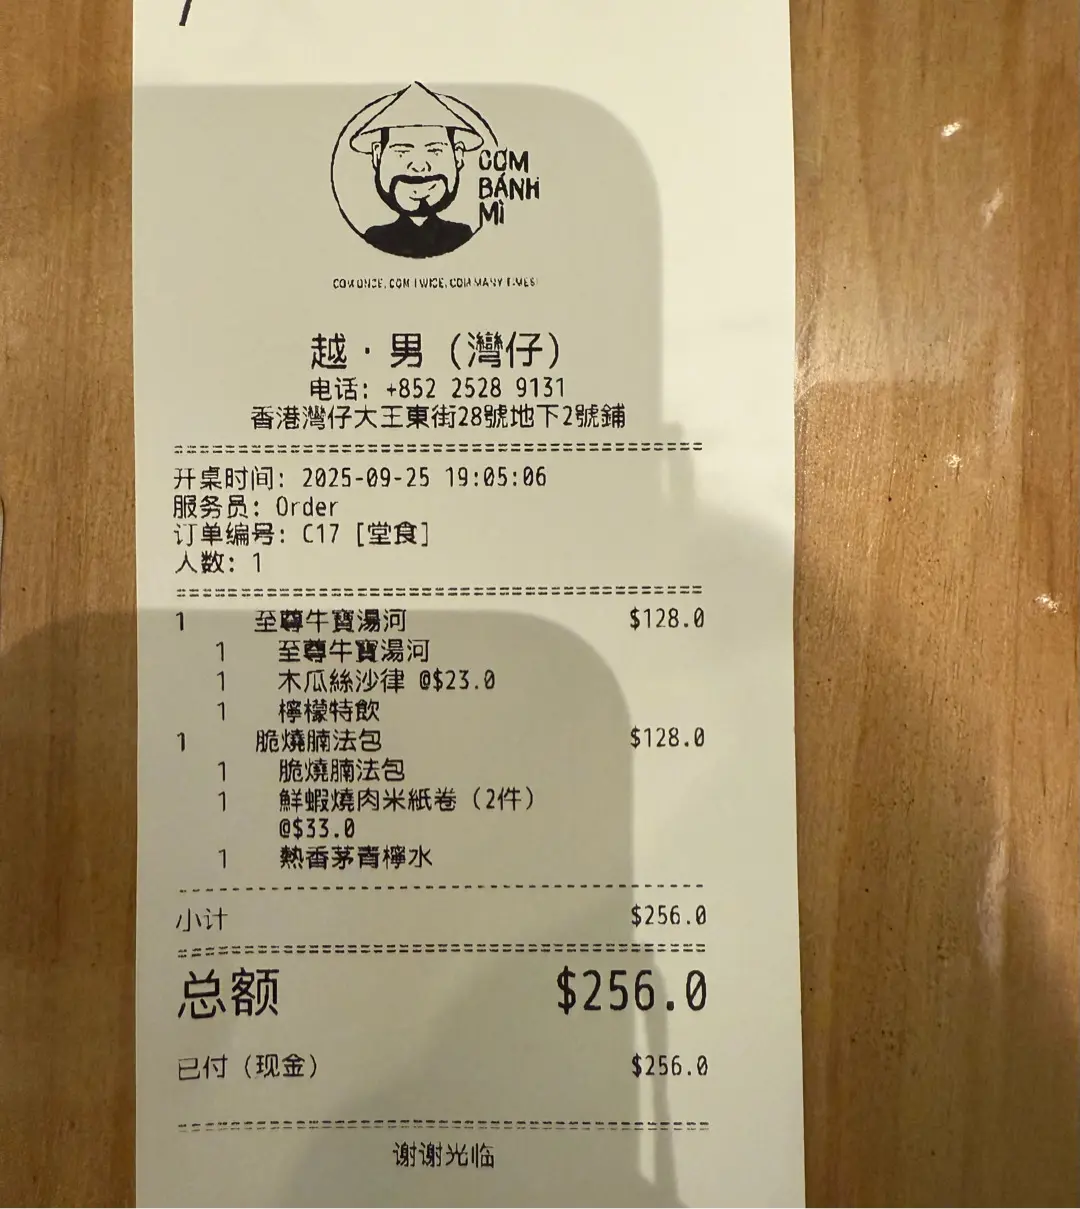 CƠM
BÁNH
MÌ
COM ONCE, COM TWICE, COM MANY TIMES!
越·男（灣仔）
电话: +852 2528 9131
香港灣仔大王東街28號地下2號鋪
开桌时间: 2025-09-25 19:05:06
服务员: Order
订单编号: C17 [堂食]
人数: 1
1 至尊牛寶湯河 $128.0
1 至尊牛寶湯河
1 木瓜絲沙律 @$23.0
1 檸檬特飲
1 脆燒腩法包 $128.0
1 脆燒腩法包
1 鮮蝦燒肉米紙卷（2件）
@$33.0
1 熱香茅青檸水
小计 $256.0
总额 $256.0
已付（现金） $256.0
谢谢光临